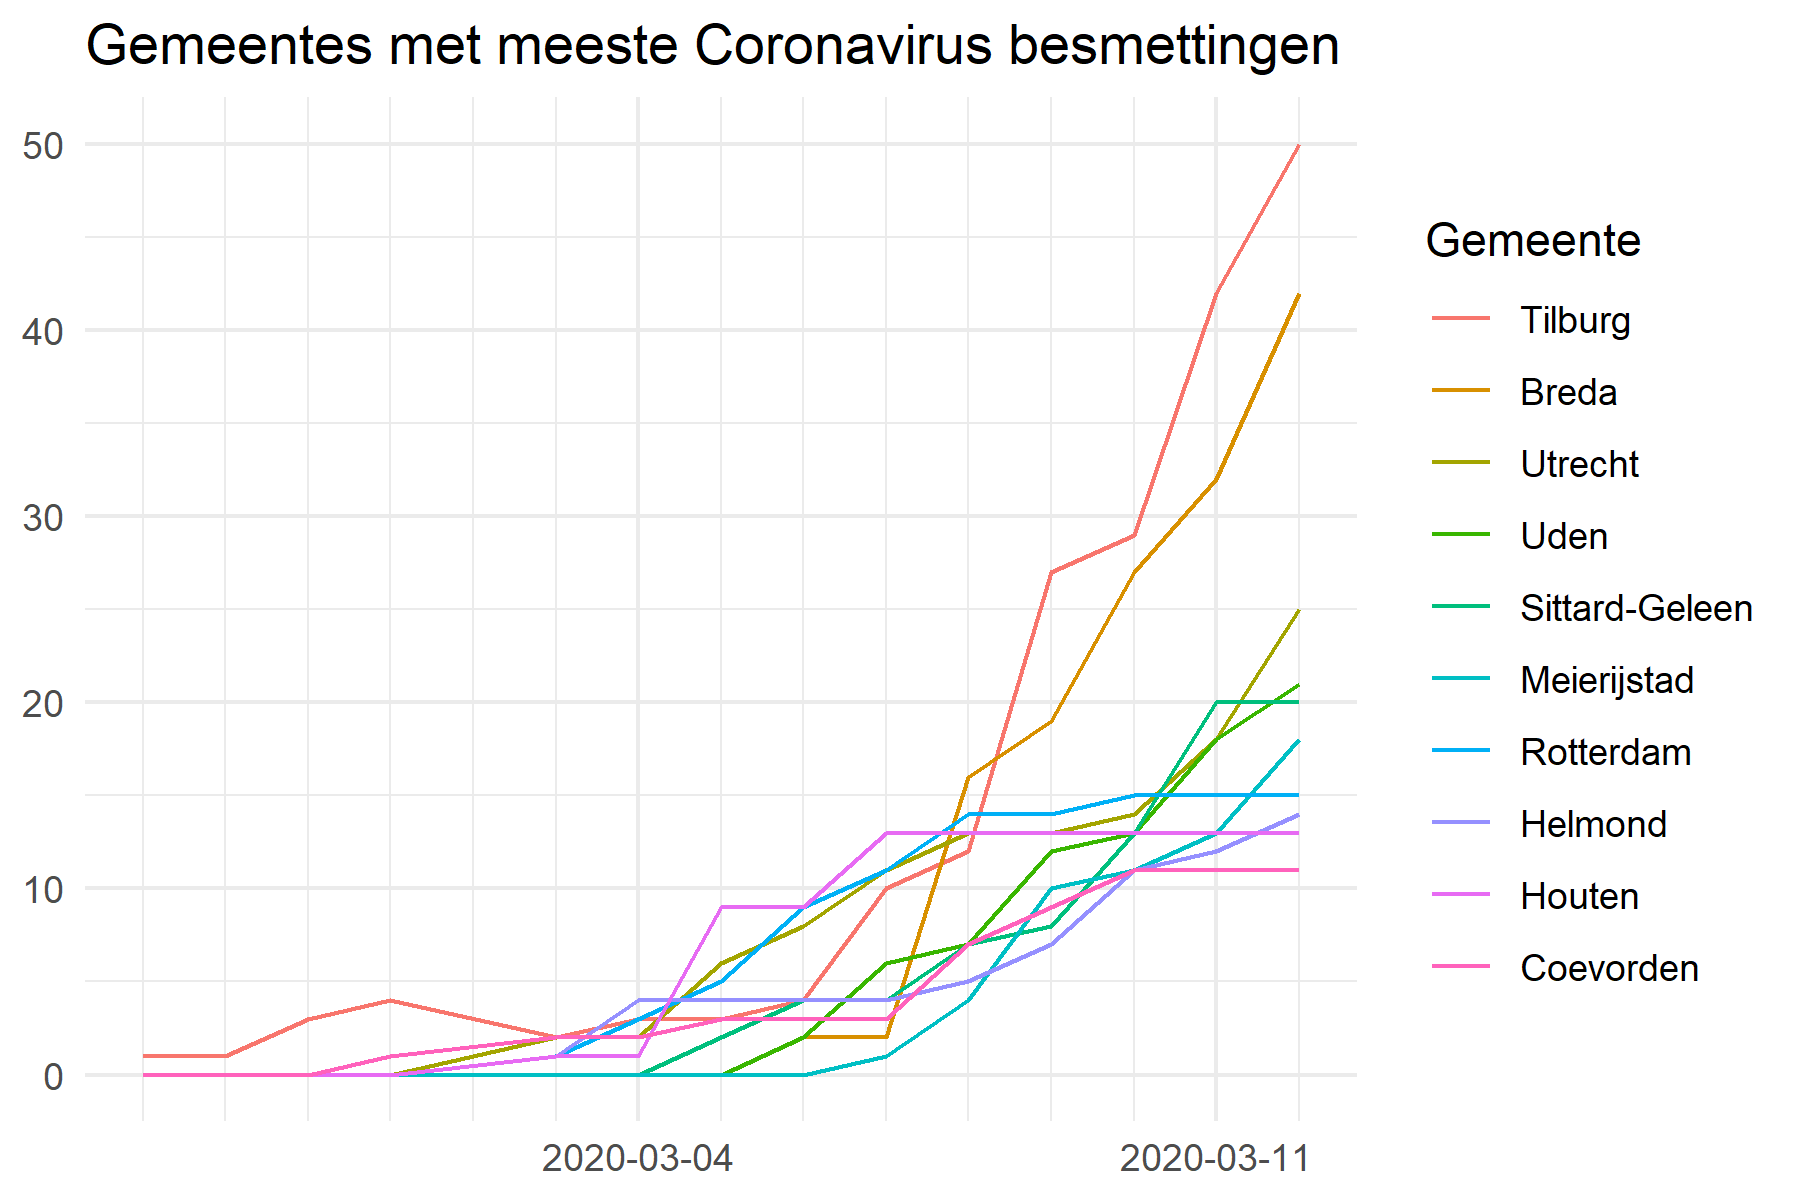 Gemeentes met meeste Coronavirus besmettingen
50
40
30
20
10
0
2020-03-04
2020-03-11
Gemeente
Tilburg
Breda
Utrecht
Uden
Sittard-Geleen
Meierijstad
Rotterdam
Helmond
Houten
Coevorden